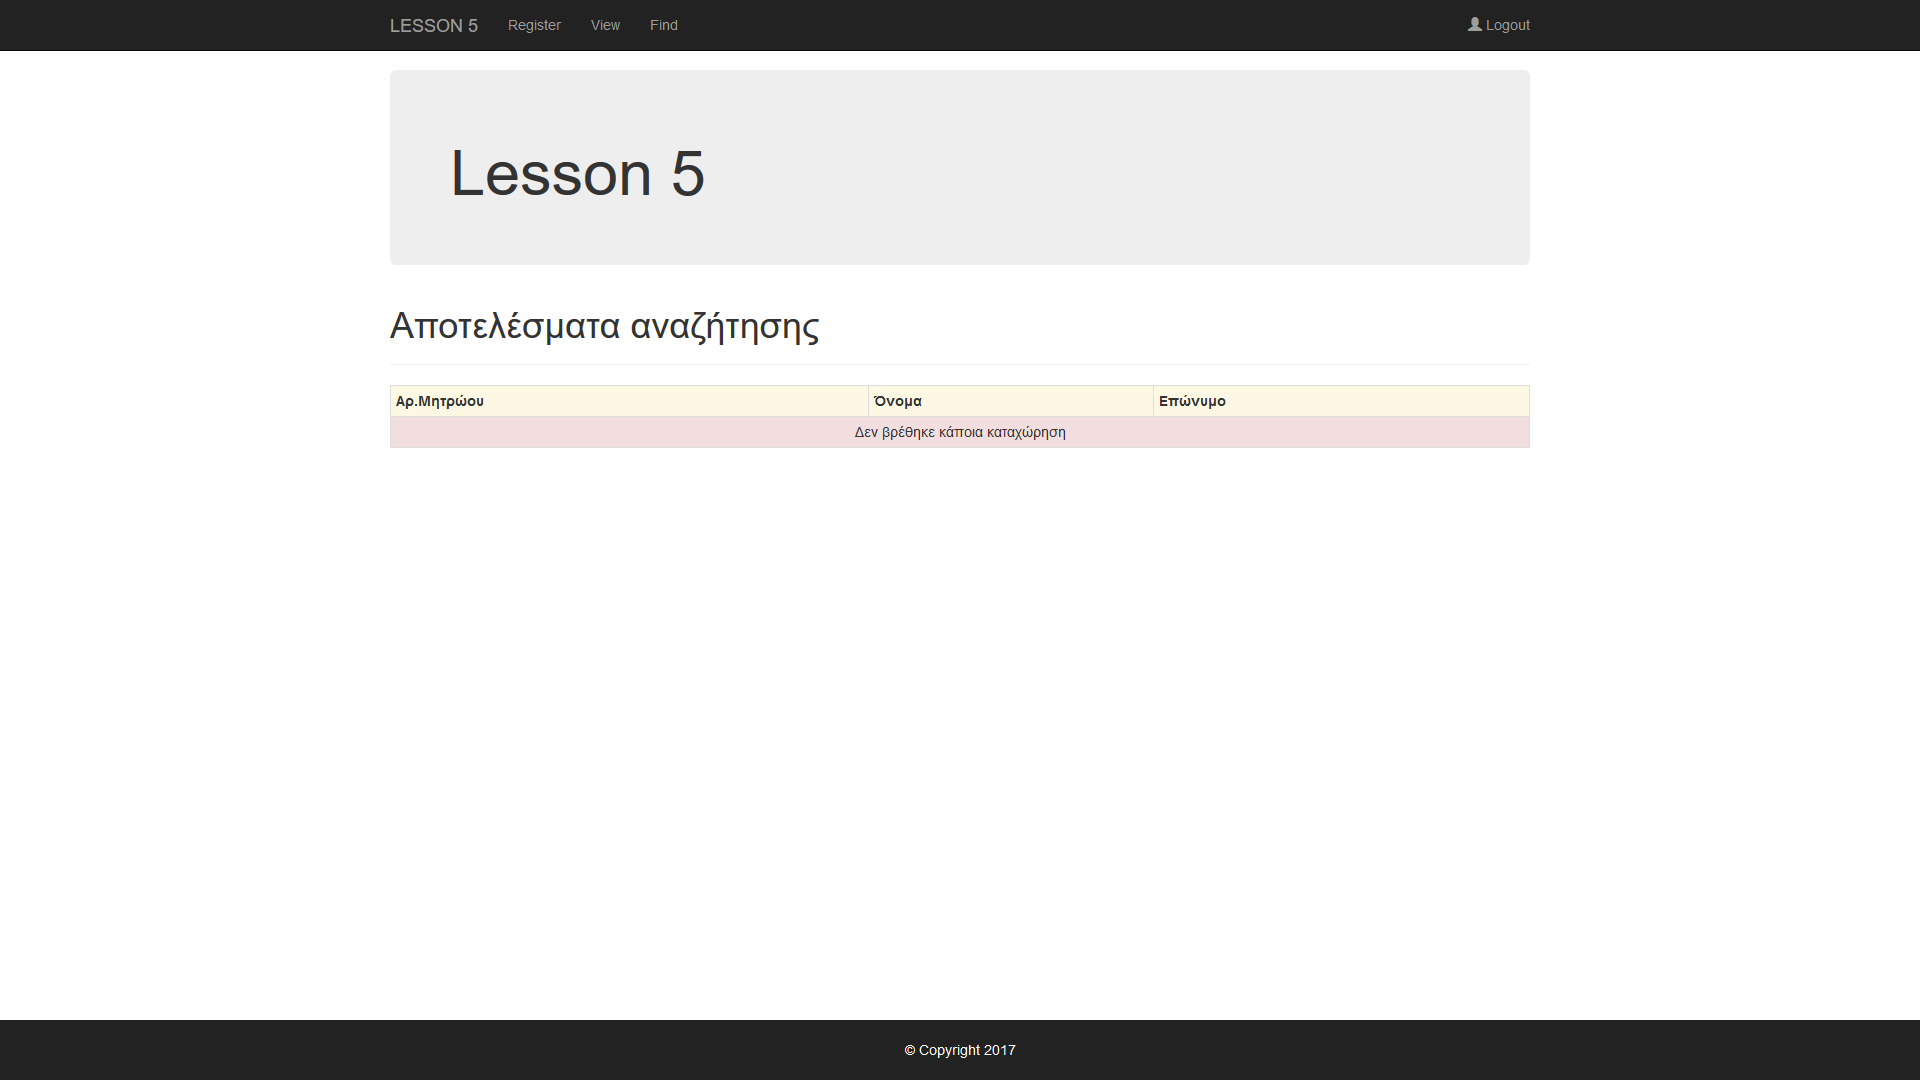 LESSON 5 Register View Find Logout
Lesson 5
Αποτελέσματα αναζήτησης
Αρ.Μητρώου Όνομα Επώνυμο
Δεν βρέθηκε κάποια καταχώρηση
© Copyright 2017